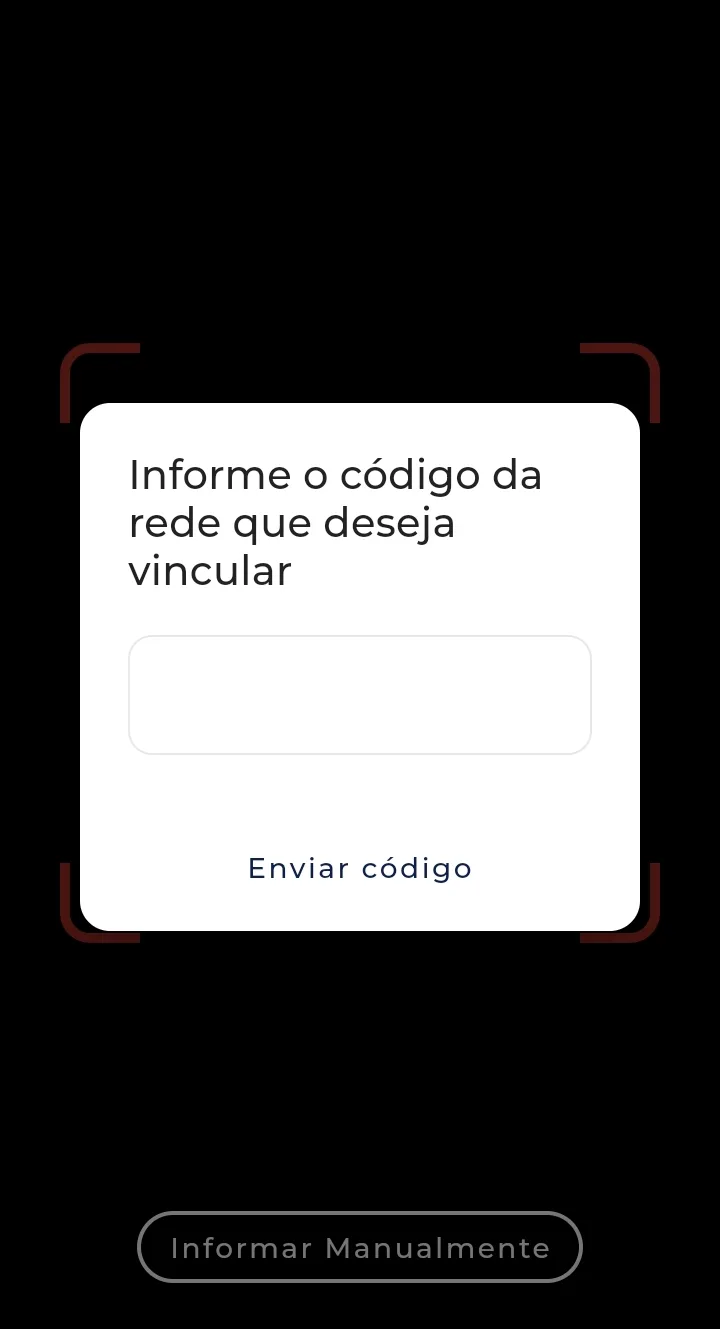 Informe o código da
rede que deseja
vincular
Enviar código
Informar Manualmente